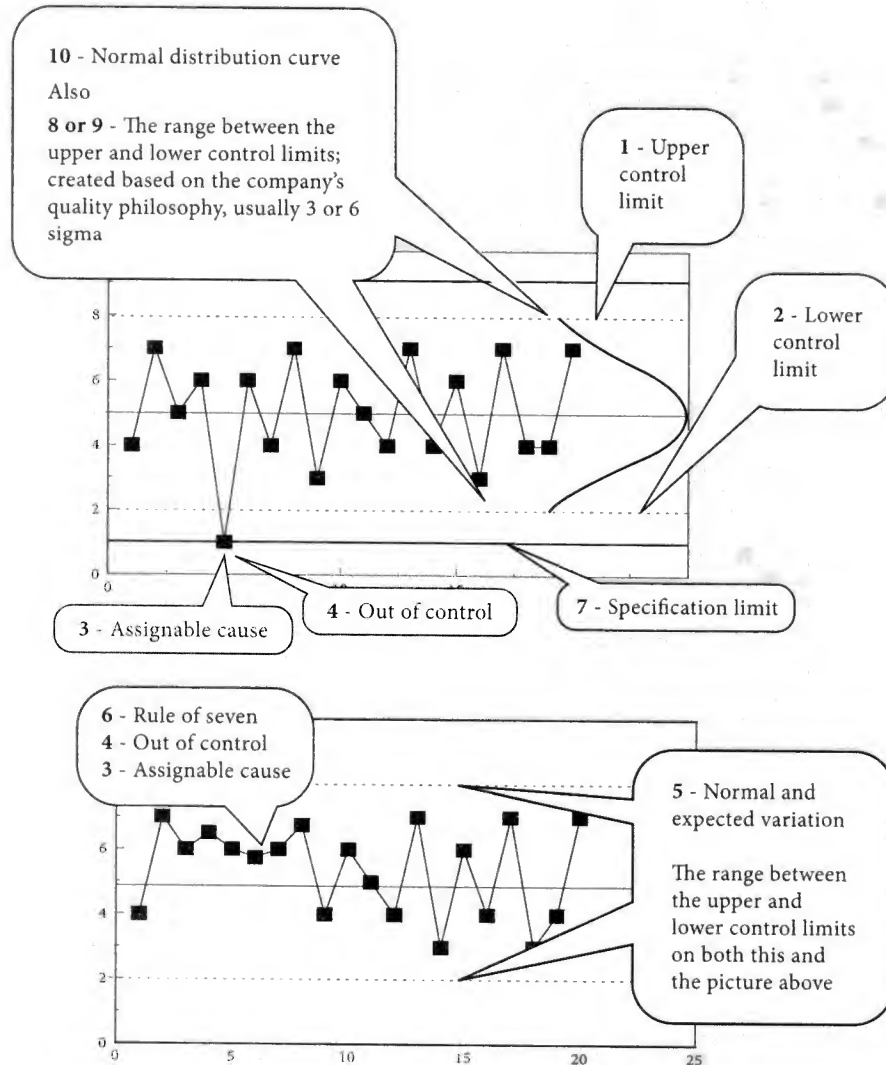 10 - Normal distribution curve
Also
8 or 9 - The range between the
upper and lower control limits;
created based on the company's
quality philosophy, usually 3 or 6
sigma
1 - Upper
control
limit
2 - Lower
control
limit
8
6
4
2
0
0
3 - Assignable cause
4 - Out of control
7 - Specification limit
6 - Rule of seven
4 - Out of control
3 - Assignable cause
5 - Normal and
expected variation
The range between
the upper and
lower control limits
on both this and
the picture above
6
4
2
0
0
5
10
15
20
25